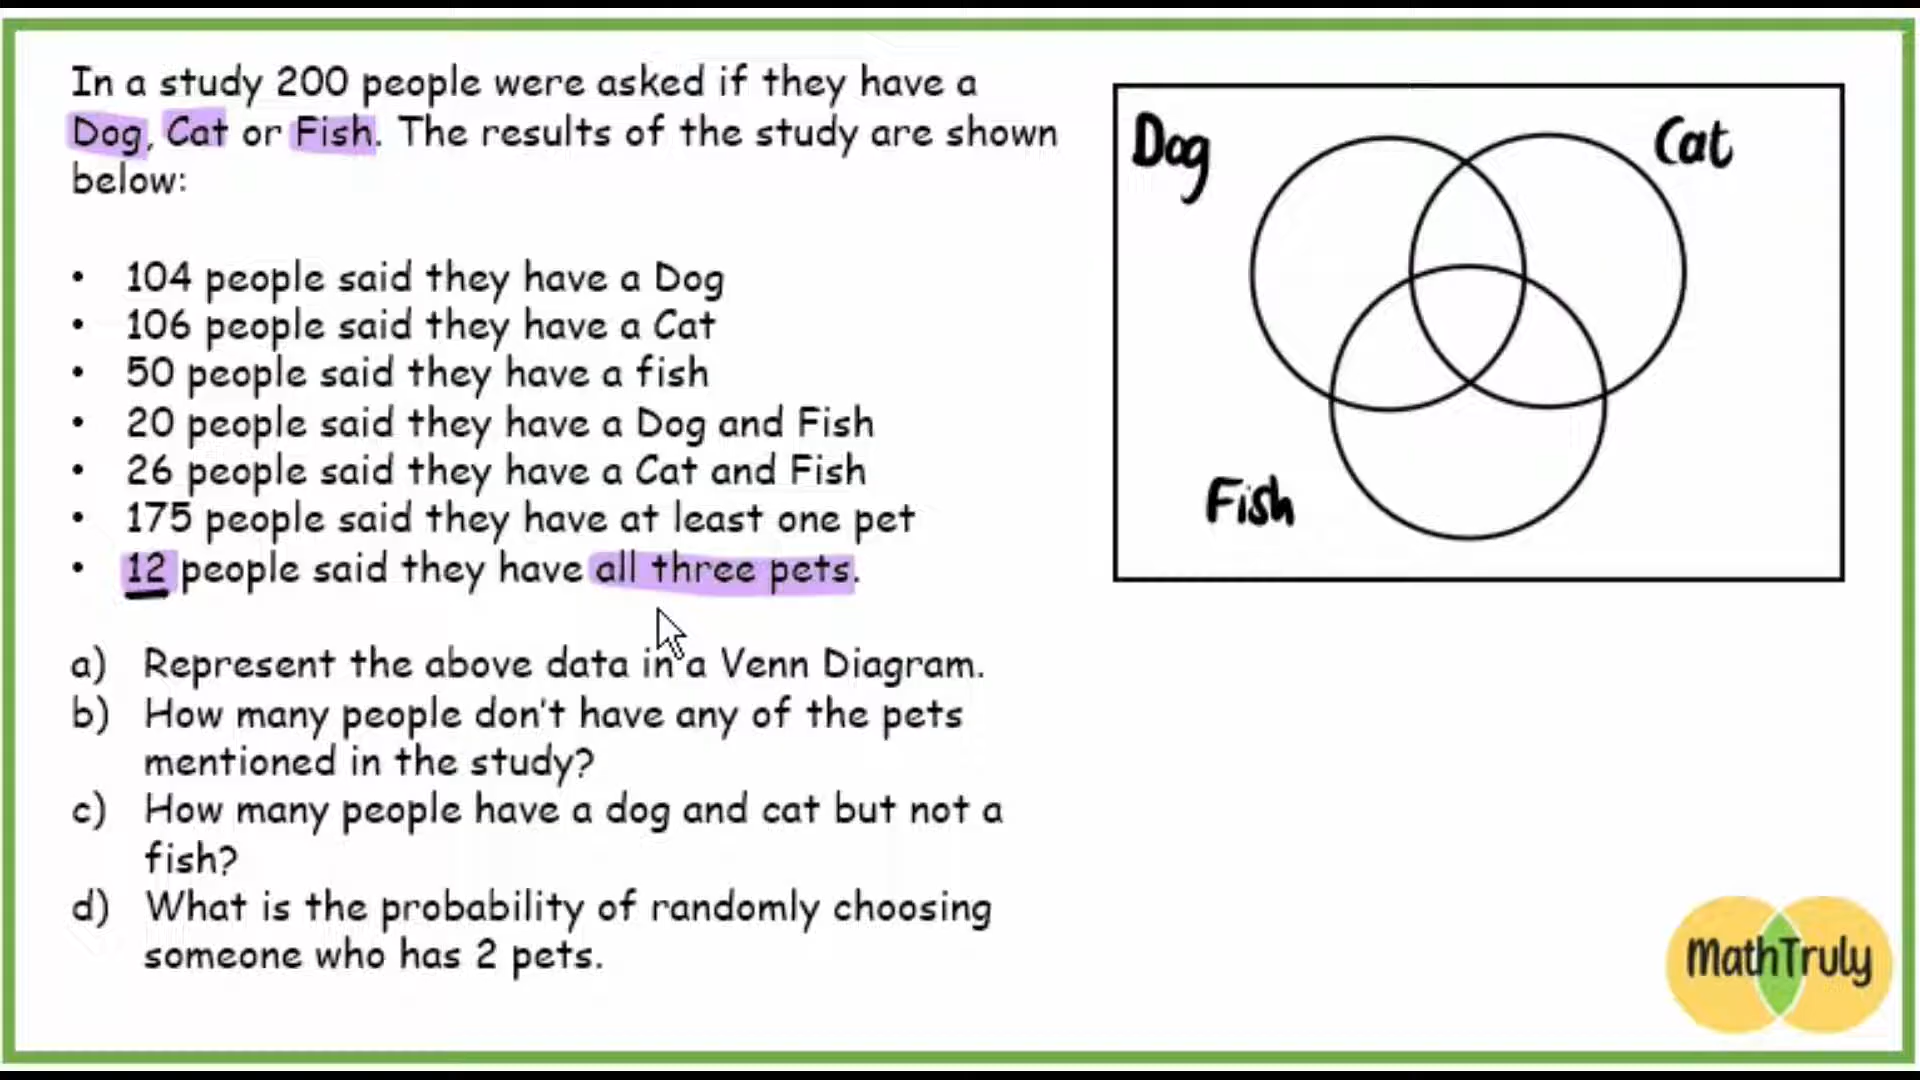 In a study 200 people were asked if they have a
Dog, Cat or Fish. The results of the study are shown
below:
• 104 people said they have a Dog
• 106 people said they have a Cat
• 50 people said they have a fish
• 20 people said they have a Dog and Fish
• 26 people said they have a Cat and Fish
• 175 people said they have at least one pet
• 12 people said they have all three pets.
a) Represent the above data in a Venn Diagram.
b) How many people don't have any of the pets
mentioned in the study?
c) How many people have a dog and cat but not a
fish?
d) What is the probability of randomly choosing
someone who has 2 pets.
Dog
Cat
Fish
MathTruly